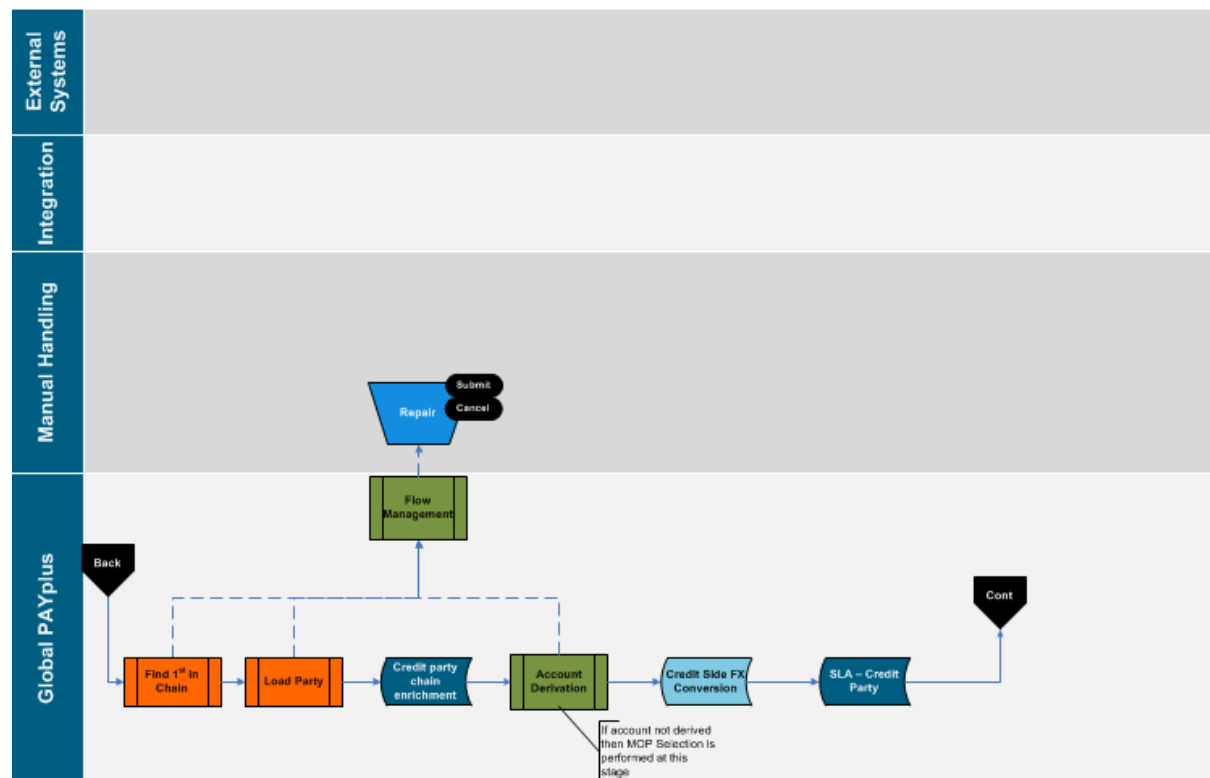 External
Systems
Integration
Manual Handling
Submit
Repair
Cancel
Global PAYplus
Flow
Management
Back
Cont
Find 1st in
Chain
Load Party
Credit party
chain
enrichment
Account
Derivation
Credit Side FX
Conversion
SLA – Credit
Party
If account not derived
then MOP Selection is
performed at this
stage